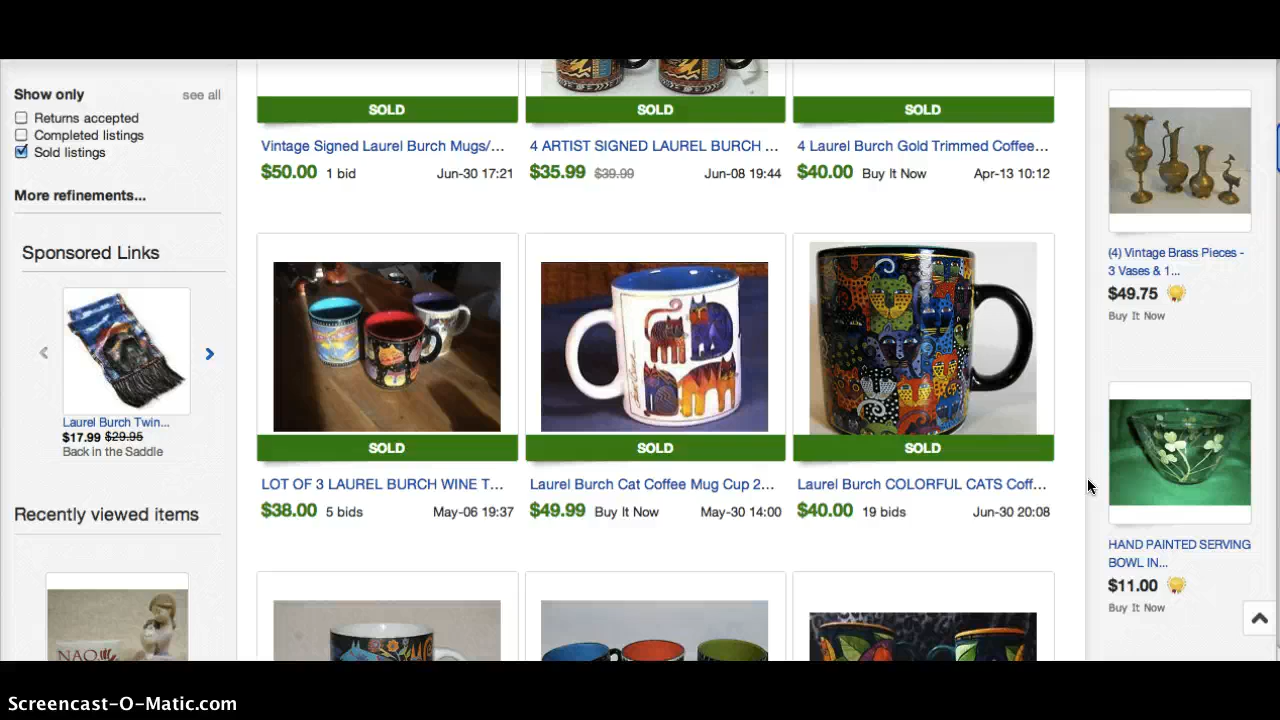 Show only
see all
Returns accepted
Completed listings
Sold listings
More refinements...
Sponsored Links
Laurel Burch Twin...
$17.99 $29.95
Back in the Saddle
Recently viewed items
NAO
SOLD
SOLD
SOLD
Vintage Signed Laurel Burch Mugs/...
$50.00 1 bid Jun-30 17:21
4 ARTIST SIGNED LAUREL BURCH ...
$35.99 $39.99 Jun-08 19:44
4 Laurel Burch Gold Trimmed Coffee...
$40.00 Buy It Now Apr-13 10:12
SOLD
SOLD
SOLD
LOT OF 3 LAUREL BURCH WINE T...
$38.00 5 bids May-06 19:37
Laurel Burch Cat Coffee Mug Cup 2...
$49.99 Buy It Now May-30 14:00
Laurel Burch COLORFUL CATS Coff...
$40.00 19 bids Jun-30 20:08
(4) Vintage Brass Pieces -
3 Vases & 1...
$49.75
Buy It Now
HAND PAINTED SERVING
BOWL IN...
$11.00
Buy It Now
Screencast-O-Matic.com